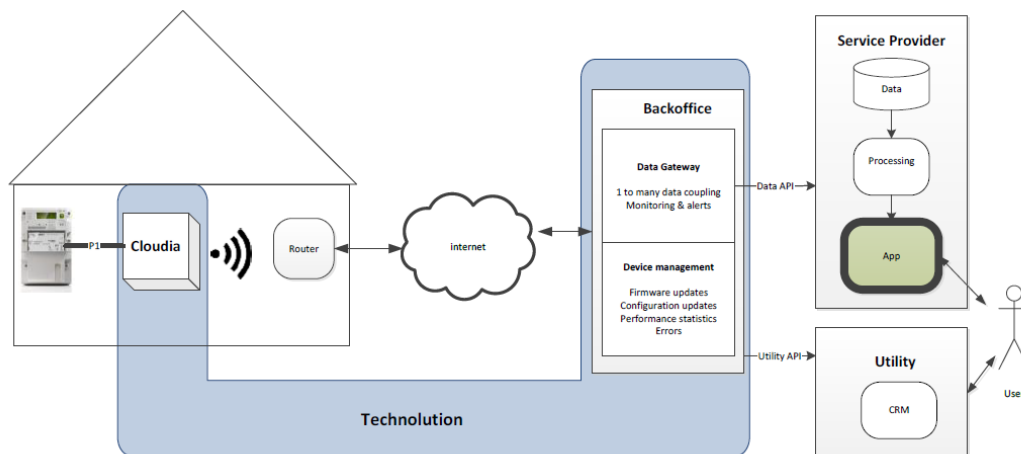 P1
Cloudia
Router
internet
Backoffice
Data Gateway
1 to many data coupling
Monitoring & alerts
Device management
Firmware updates
Configuration updates
Performance statistics
Errors
Data API
Utility API
Service Provider
Data
Processing
App
Utility
CRM
Use
Technolution